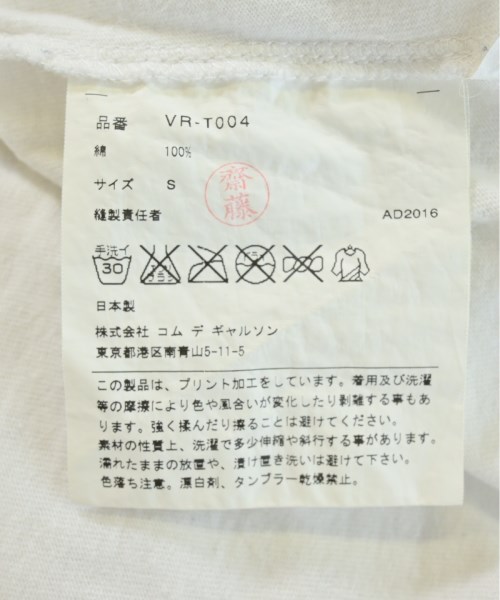 品番 VR-T004
綿 100%
サイズ S
齋藤
縫製責任者 AD2016
手洗イ
30
エンソ サラシ
日本製
株式会社 コム デ ギャルソン
東京都港区南青山5-11-5
この製品は、プリント加工をしています。着用及び洗濯
等の摩擦により色や風合いが変化したり剥離する事もあ
ります。強く揉んだり擦ることは避けてください。
素材の性質上、洗濯で多少伸縮や斜行する事があります。
濡れたままの放置や、漬け置き洗いは避けて下さい。
色落ち注意。漂白剤、タンブラー乾燥禁止。